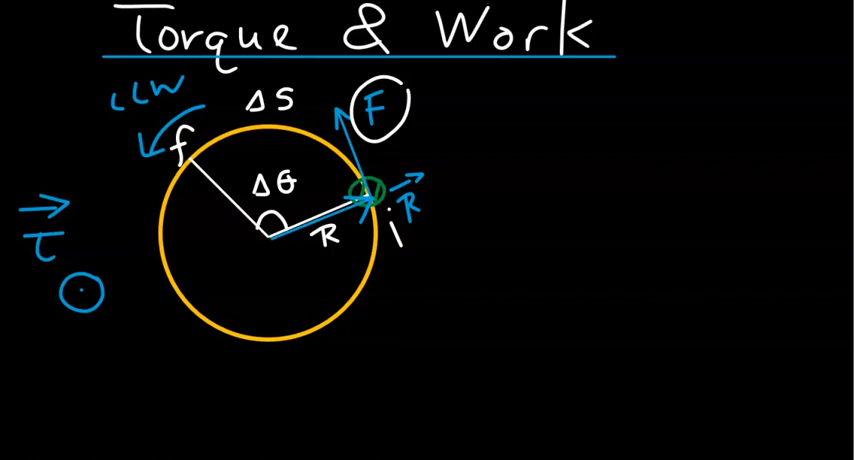 Torque & Work
CCW
ΔS
F
f
Δθ
R⃗
R
i
τ⃗